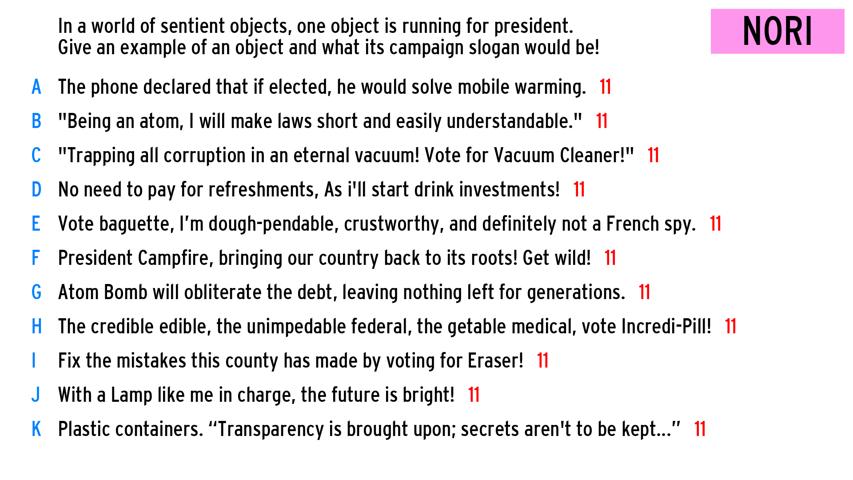 In a world of sentient objects, one object is running for president.
Give an example of an object and what its campaign slogan would be!
NORI
A The phone declared that if elected, he would solve mobile warming. 11
B "Being an atom, I will make laws short and easily understandable." 11
C "Trapping all corruption in an eternal vacuum! Vote for Vacuum Cleaner!" 11
D No need to pay for refreshments, As i'll start drink investments! 11
E Vote baguette, I’m dough-pendable, crustworthy, and definitely not a French spy. 11
F President Campfire, bringing our country back to its roots! Get wild! 11
G Atom Bomb will obliterate the debt, leaving nothing left for generations. 11
H The credible edible, the unimpedable federal, the getable medical, vote Incredi-Pill! 11
I Fix the mistakes this county has made by voting for Eraser! 11
J With a Lamp like me in charge, the future is bright! 11
K Plastic containers. “Transparency is brought upon; secrets aren't to be kept...” 11